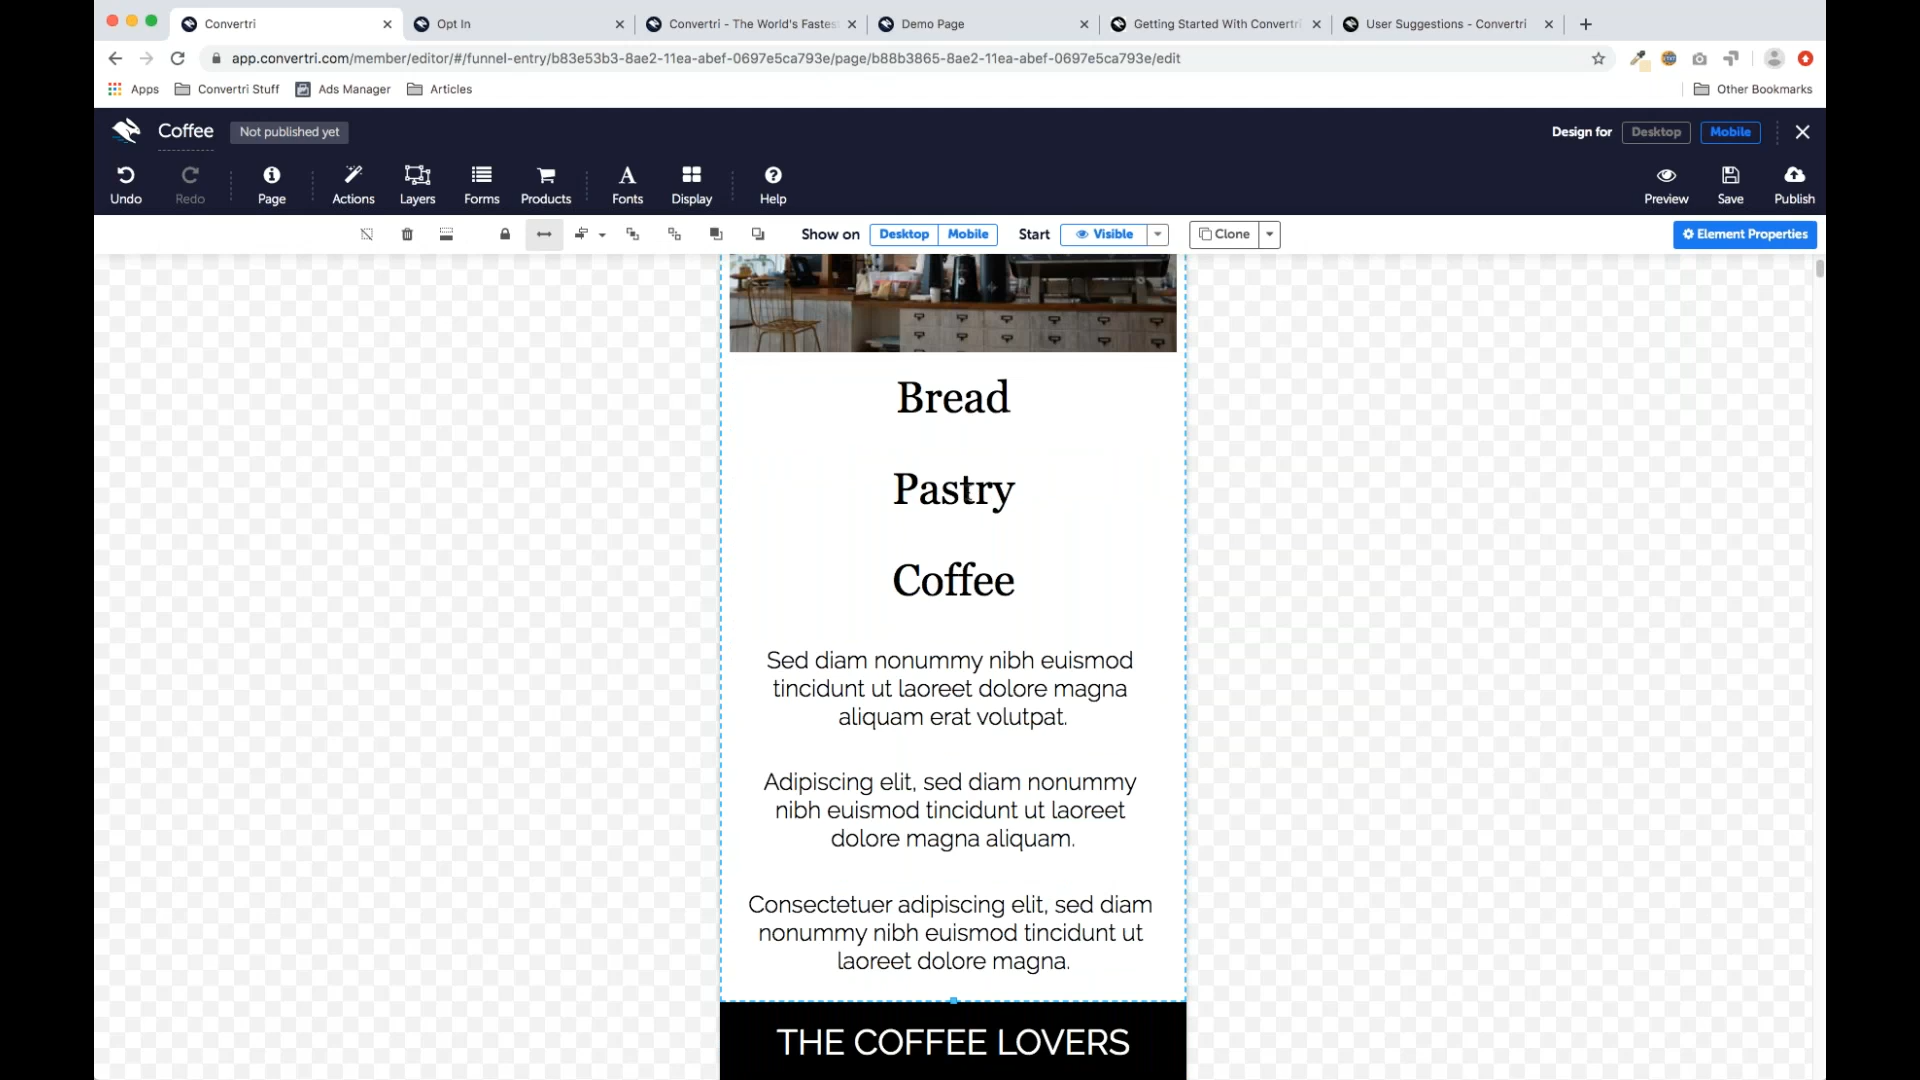 Convertri
Opt In
Convertri - The World's Fastes
Demo Page
Getting Started With Convertri
User Suggestions - Convertri
app.convertri.com/member/editor/#/funnel-entry/b83e53b3-8ae2-11ea-abef-0697e5ca793e/page/b88b3865-8ae2-11ea-abef-0697e5ca793e/edit
Apps
Convertri Stuff
Ads Manager
Articles
Other Bookmarks
Coffee
Not published yet
Design for
Desktop
Mobile
Undo
Redo
Page
Actions
Layers
Forms
Products
Fonts
Display
Help
Preview
Save
Publish
Show on
Desktop
Mobile
Start
Visible
Clone
Element Properties
Bread
Pastry
Coffee
Sed diam nonummy nibh euismod
tincidunt ut laoreet dolore magna
aliquam erat volutpat.
Adipiscing elit, sed diam nonummy
nibh euismod tincidunt ut laoreet
dolore magna aliquam.
Consectetuer adipiscing elit, sed diam
nonummy nibh euismod tincidunt ut
laoreet dolore magna.
THE COFFEE LOVERS